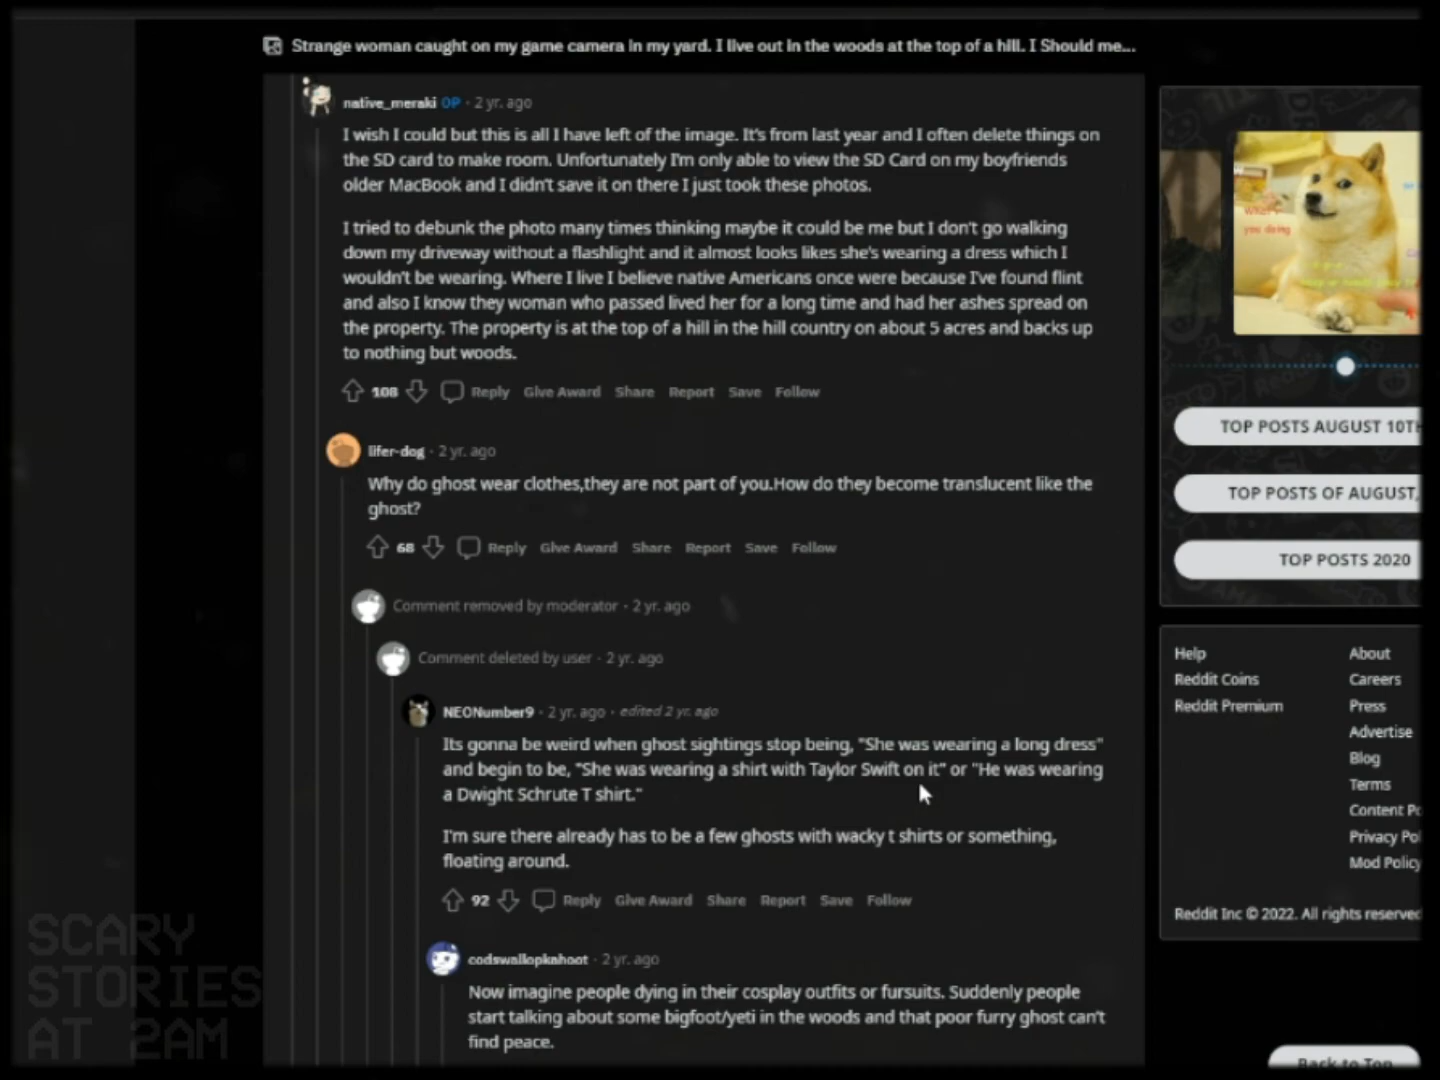 Strange woman caught on my game camera in my yard. I live out in the woods at the top of a hill. I Should me...
native_meraki OP · 2 yr. ago
I wish I could but this is all I have left of the image. It's from last year and I often delete things on
the SD card to make room. Unfortunately I'm only able to view the SD Card on my boyfriends
older MacBook and I didn't save it on there I just took these photos.
I tried to debunk the photo many times thinking maybe it could be me but I don't go walking
down my driveway without a flashlight and it almost looks likes she's wearing a dress which I
wouldn't be wearing. Where I live I believe native Americans once were because I've found flint
and also I know they woman who passed lived her for a long time and had her ashes spread on
the property. The property is at the top of a hill in the hill country on about 5 acres and backs up
to nothing but woods.
108 Reply Give Award Share Report Save Follow
lifer-dog · 2 yr. ago
Why do ghost wear clothes,they are not part of you.How do they become translucent like the
ghost?
68 Reply Give Award Share Report Save Follow
Comment removed by moderator · 2 yr. ago
Comment deleted by user · 2 yr. ago
NEONumber9 · 2 yr. ago · edited 2 yr. ago
Its gonna be weird when ghost sightings stop being, "She was wearing a long dress"
and begin to be, "She was wearing a shirt with Taylor Swift on it" or "He was wearing
a Dwight Schrute T shirt."
I'm sure there already has to be a few ghosts with wacky t shirts or something,
floating around.
92 Reply Give Award Share Report Save Follow
codswallopkahoot · 2 yr. ago
Now imagine people dying in their cosplay outfits or fursuits. Suddenly people
start talking about some bigfoot/yeti in the woods and that poor furry ghost can't
find peace.
you doing
TOP POSTS AUGUST 10TH
TOP POSTS OF AUGUST,
TOP POSTS 2020
Help
Reddit Coins
Reddit Premium
About
Careers
Press
Advertise
Blog
Terms
Content Po
Privacy Pol
Mod Policy
Reddit Inc © 2022. All rights reserved
Back to Top
SCARY
STORIES
AT 2AM